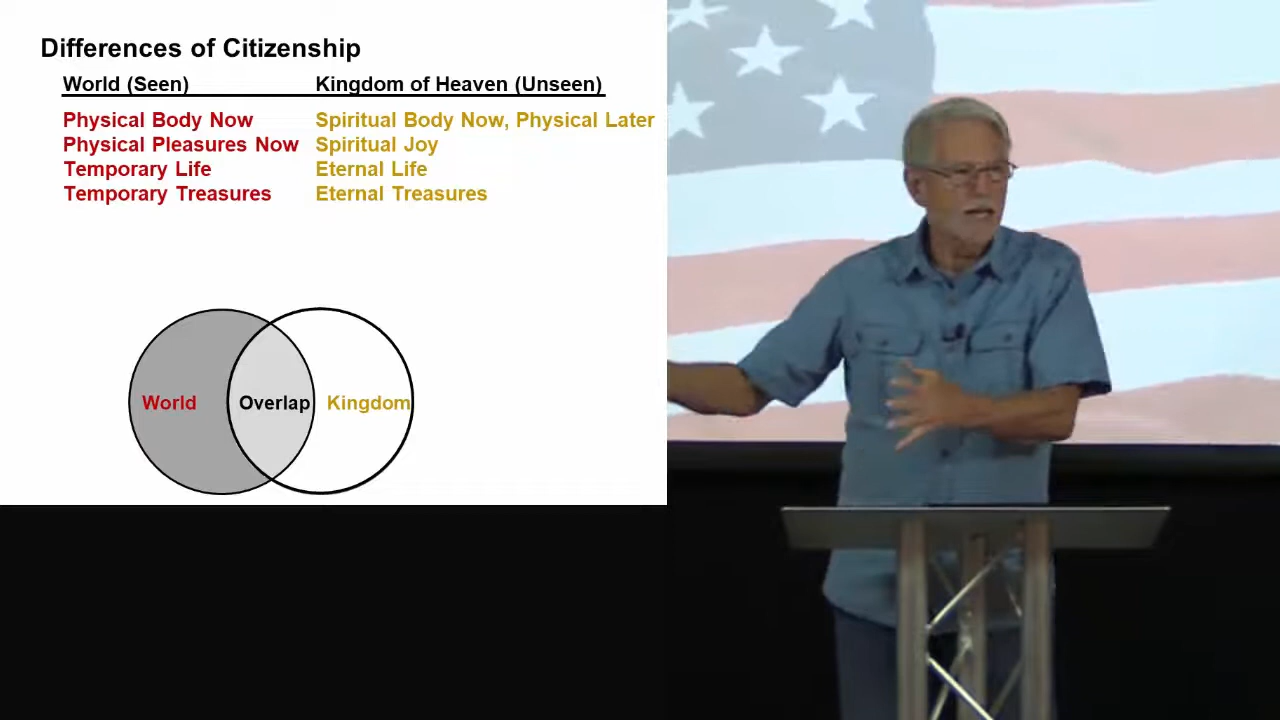 Differences of Citizenship
World (Seen) Kingdom of Heaven (Unseen)
Physical Body Now Spiritual Body Now, Physical Later
Physical Pleasures Now Spiritual Joy
Temporary Life Eternal Life
Temporary Treasures Eternal Treasures
World Overlap Kingdom